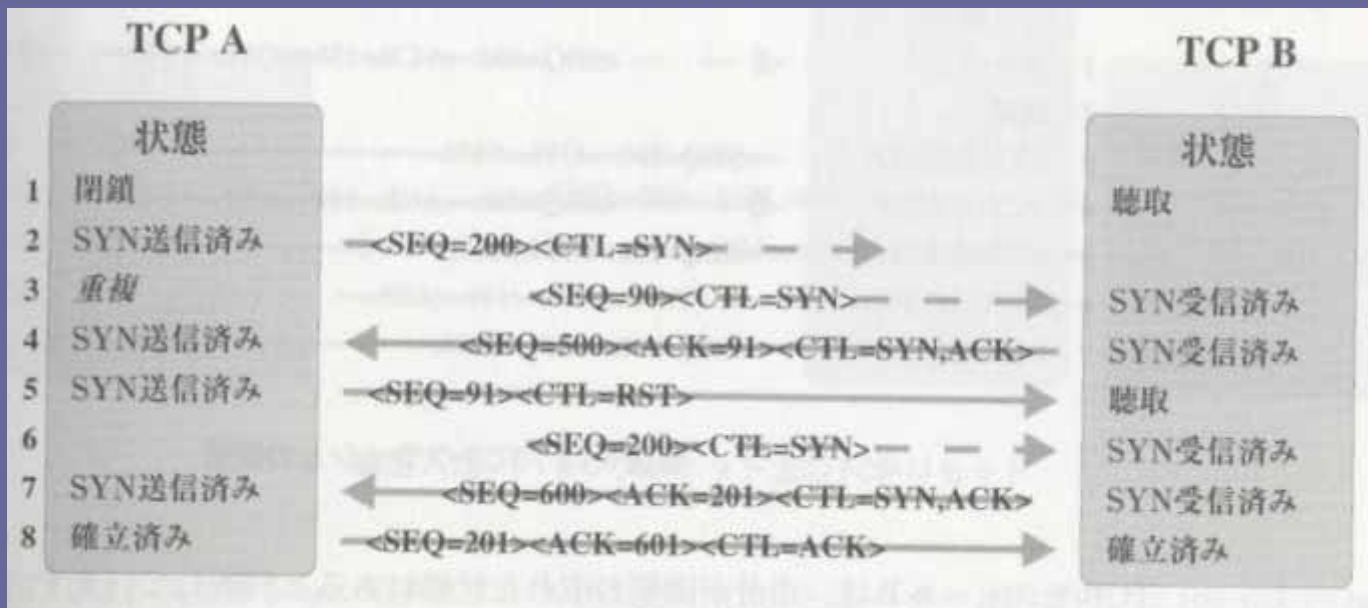 TCP A
TCP B
状態
状態
1 閉鎖 聴取
2 SYN送信済み <SEQ=200><CTL=SYN>
3 重複 <SEQ=90><CTL=SYN> SYN受信済み
4 SYN送信済み <SEQ=500><ACK=91><CTL=SYN,ACK> SYN受信済み
5 SYN送信済み <SEQ=91><CTL=RST> 聴取
6 <SEQ=200><CTL=SYN> SYN受信済み
7 SYN送信済み <SEQ=600><ACK=201><CTL=SYN,ACK> SYN受信済み
8 確立済み <SEQ=201><ACK=601><CTL=ACK> 確立済み